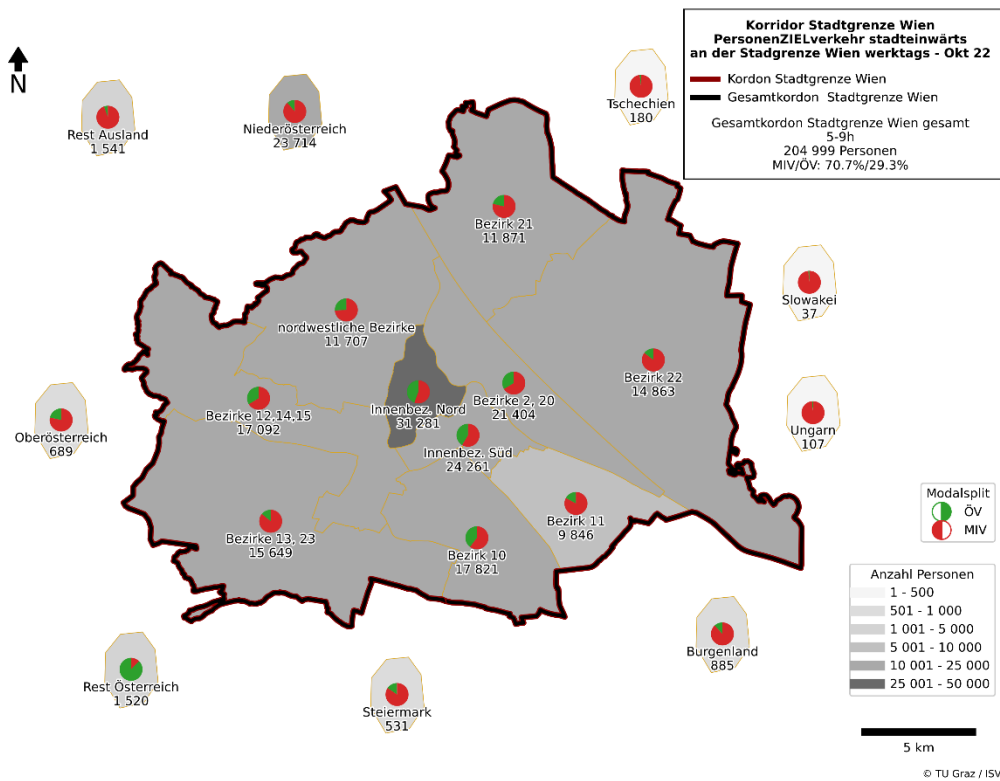 Korridor Stadtgrenze Wien
PersonenZIELverkehr stadteinwärts
an der Stadgrenze Wien werktags - Okt 22
Kordon Stadtgrenze Wien
Gesamtkordon Stadtgrenze Wien
Gesamtkordon Stadtgrenze Wien gesamt
5-9h
204 999 Personen
MIV/ÖV: 70.7%/29.3%
N
Rest Ausland
1 541
Niederösterreich
23 714
Tschechien
180
Bezirk 21
11 871
Slowakei
37
nordwestliche Bezirke
11 707
Bezirk 22
14 863
Bezirke 12,14,15
17 092
Innenbez. Nord
31 281
Bezirke 2, 20
21 404
Oberösterreich
689
Ungarn
107
Innenbez. Süd
24 261
Modalsplit
ÖV
MIV
Bezirke 13, 23
15 649
Bezirk 10
17 821
Bezirk 11
9 846
Anzahl Personen
1 - 500
501 - 1 000
1 001 - 5 000
5 001 - 10 000
10 001 - 25 000
25 001 - 50 000
Burgenland
885
Rest Österreich
1 520
Steiermark
531
5 km
© TU Graz / ISV